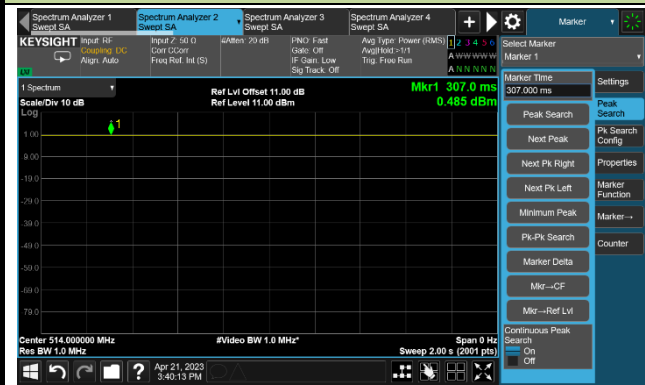 Spectrum Analyzer 1
Swept SA
Spectrum Analyzer 2
Swept SA
Spectrum Analyzer 3
Swept SA
Spectrum Analyzer 4
Swept SA
Marker
KEYSIGHT
Input: RF
Coupling: DC
Align: Auto
Input Z: 50 Ω
Corr CCorr
Freq Ref: Int (S)
#Atten: 20 dB
PNO: Fast
Gate: Off
IF Gain: Low
Sig Track: Off
Avg Type: Power (RMS)
Avg|Hold:>1/1
Trig: Free Run
1 2 3 4 5 6
A W W W W W
A N N N N N
Select Marker
Marker 1
LW
1 Spectrum
Scale/Div 10 dB
Log
Ref Lvl Offset 11.00 dB
Ref Level 11.00 dBm
Mkr1 307.0 ms
0.485 dBm
1
1.00
-9.00
-19.0
-29.0
-39.0
-49.0
-59.0
-69.0
-79.0
Center 514.000000 MHz
Res BW 1.0 MHz
#Video BW 1.0 MHz*
Span 0 Hz
Sweep 2.00 s (2001 pts)
Marker Time
307.000 ms
Peak Search
Next Peak
Next Pk Right
Next Pk Left
Minimum Peak
Pk-Pk Search
Marker Delta
Mkr→CF
Mkr→Ref Lvl
Continuous Peak
Search
On
Off
Settings
Peak
Search
Pk Search
Config
Properties
Marker
Function
Marker→
Counter
?
Apr 21, 2023
3:40:13 PM